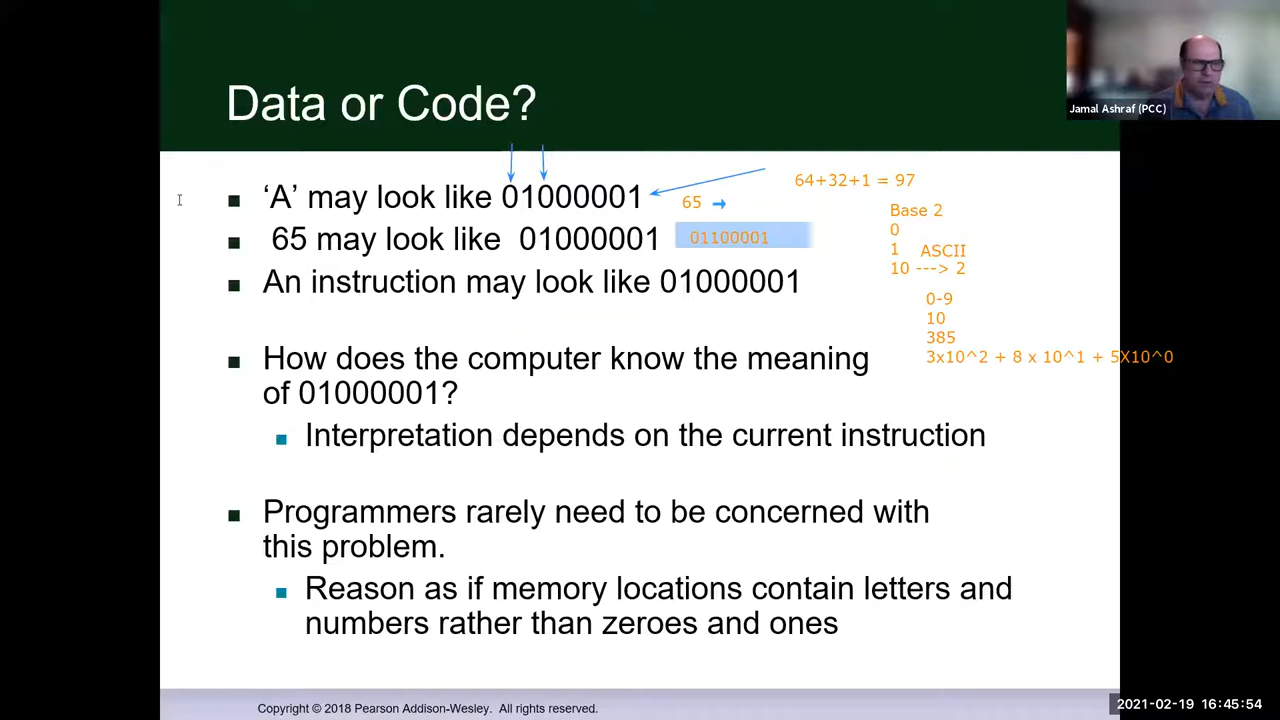 Jamal Ashraf (PCC)
Data or Code?
‘A’ may look like 01000001
64+32+1 = 97
65
65 may look like 01000001
01100001
Base 2
0
1
ASCII
10 ---> 2
An instruction may look like 01000001
0-9
10
385
3x10^2 + 8 x 10^1 + 5X10^0
How does the computer know the meaning
of 01000001?
Interpretation depends on the current instruction
Programmers rarely need to be concerned with
this problem.
Reason as if memory locations contain letters and
numbers rather than zeroes and ones
Copyright © 2018 Pearson Addison-Wesley. All rights reserved.
2021-02-19 16:45:54